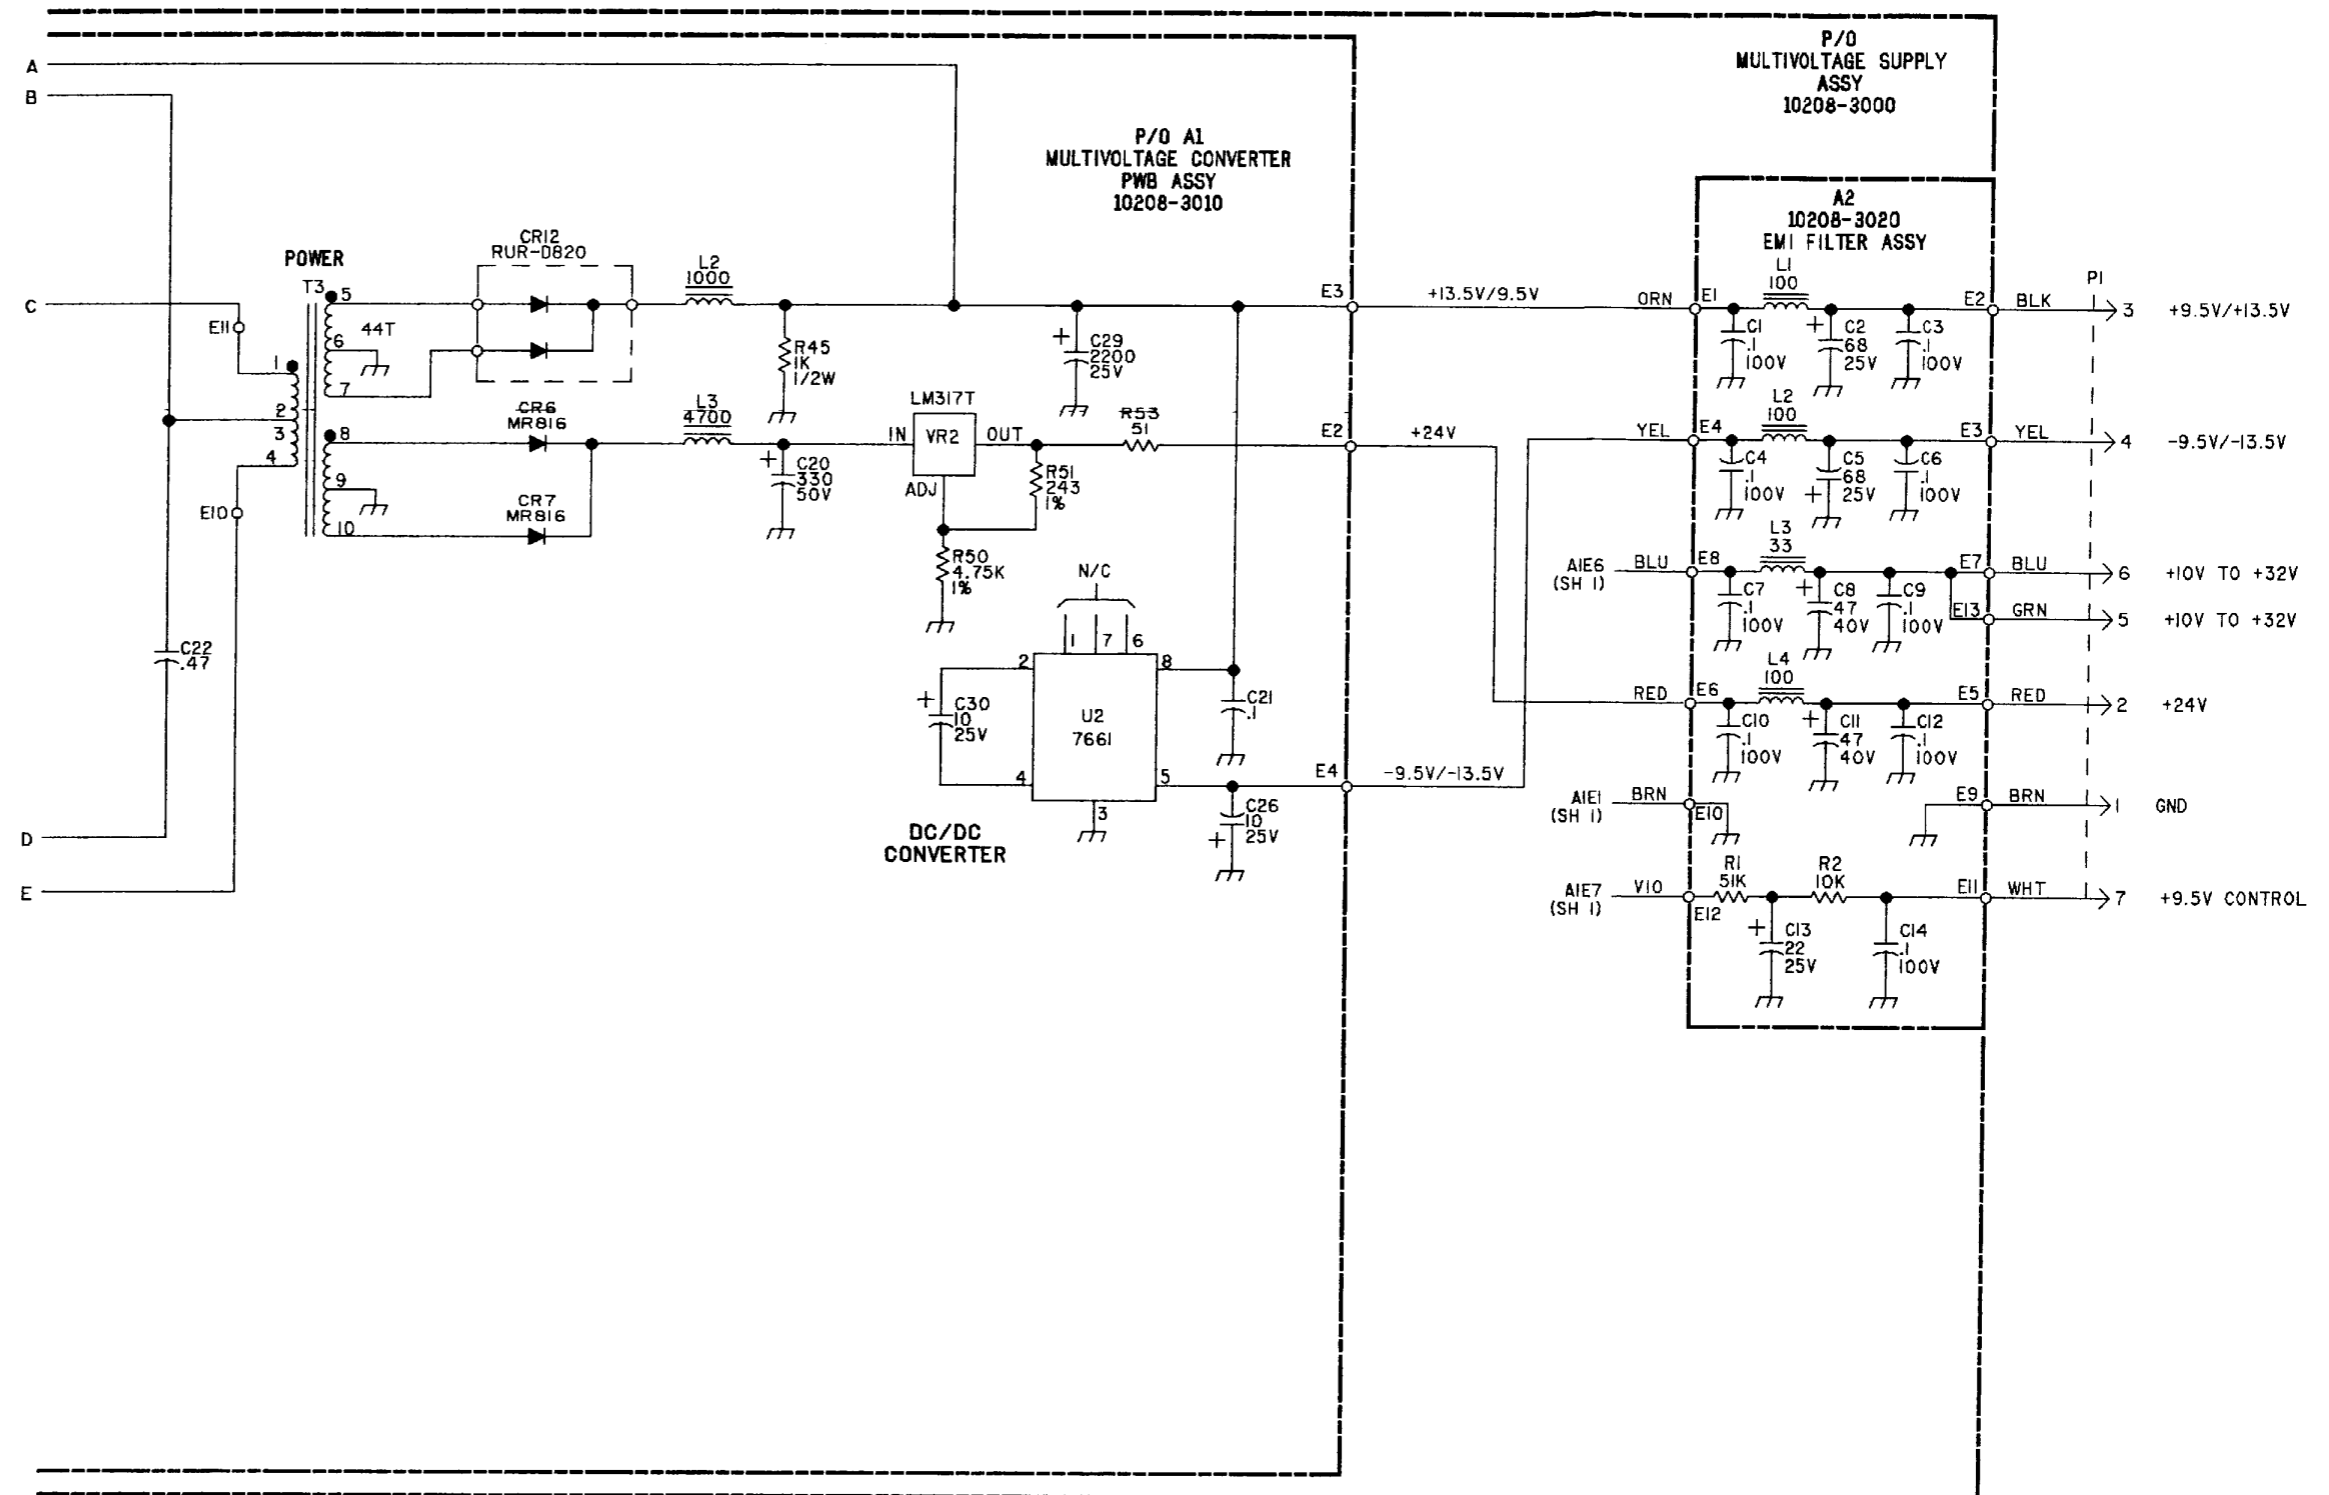 P/O
MULTIVOLTAGE SUPPLY
ASSY
10208-3000
A
B
P/O A1
MULTIVOLTAGE CONVERTER
PWB ASSY
10208-3010
A2
10208-3020
EMI FILTER ASSY
CR12
RUR-D820
POWER
T3
5
44T
6
7
L2
1000
C
E11
1
2
3
4
8
9
10
E10
R45
1K
1/2W
C29
2200
25V
E3
+13.5V/9.5V
ORN
E1
L1
100
E2
BLK
P1
3
+9.5V/+13.5V
C1
.1
100V
+
C2
68
25V
C3
.1
100V
CR6
MR816
L3
4700
LM317T
IN
VR2
OUT
ADJ
R53
51
E2
+24V
YEL
E4
L2
100
E3
YEL
4
-9.5V/-13.5V
+
C20
330
50V
R51
243
1%
C4
.1
100V
C5
68
+ 25V
C6
.1
100V
CR7
MR816
R50
4.75K
1%
N/C
1
7
6
A1E6
(SH 1)
BLU
E8
L3
33
E7
BLU
6
+10V TO +32V
C7
.1
100V
+
C8
47
40V
C9
.1
100V
E13
GRN
5
+10V TO +32V
C22
.47
2
8
+
C30
10
25V
U2
7661
C21
.1
RED
E6
L4
100
E5
RED
2
+24V
C10
.1
100V
+
C11
47
40V
C12
.1
100V
4
5
3
E4
-9.5V/-13.5V
C26
10
+ 25V
A1E1
(SH 1)
BRN
E10
E9
BRN
1
GND
D
DC/DC
CONVERTER
E
A1E7
(SH 1)
VIO
E12
R1
51K
R2
10K
E11
WHT
7
+9.5V CONTROL
+
C13
22
25V
C14
.1
100V